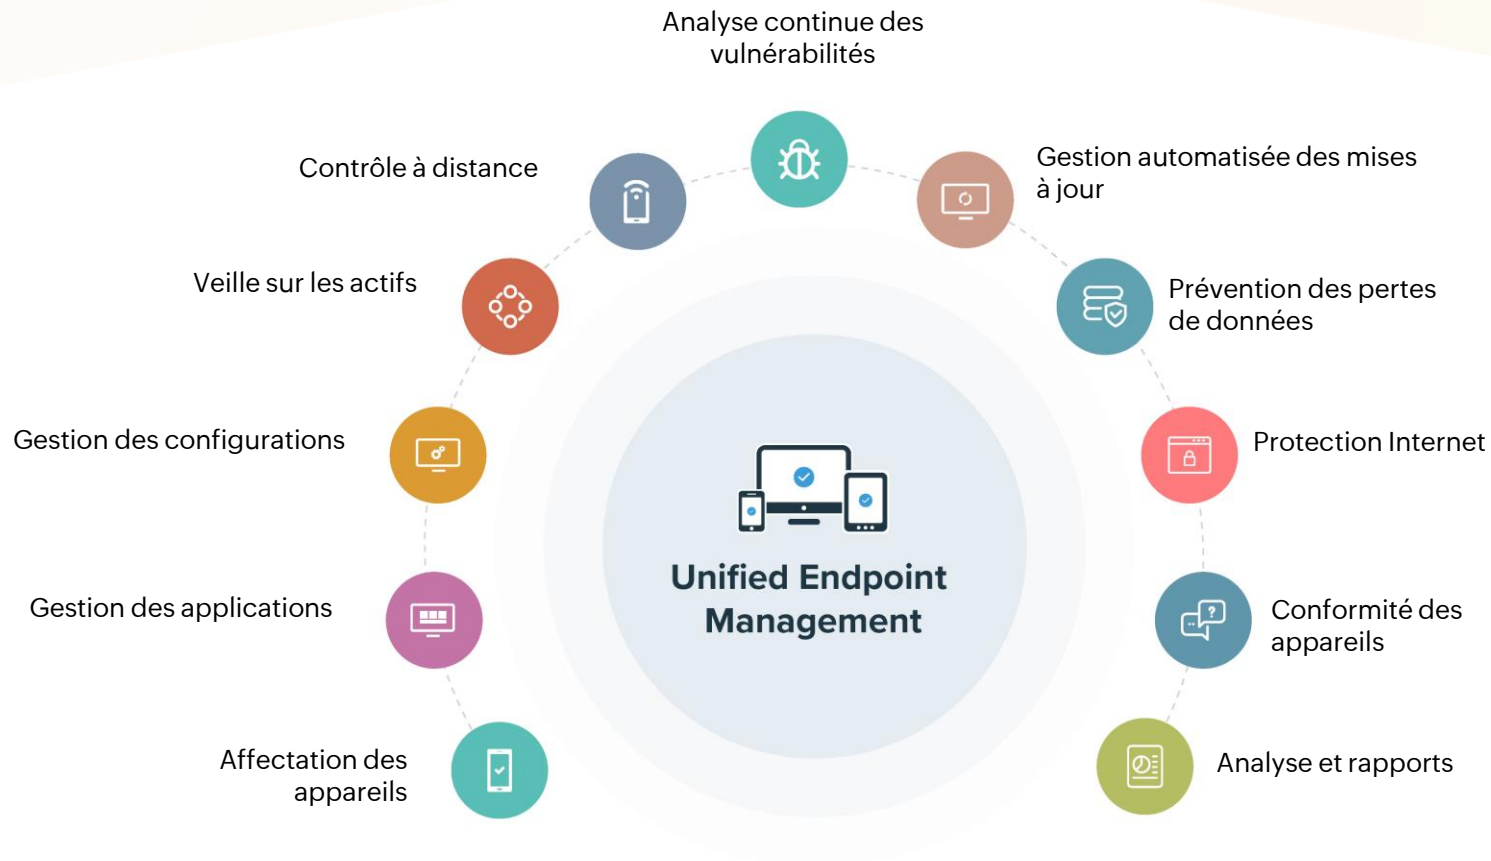 Analyse continue des
vulnérabilités
Contrôle à distance
Gestion automatisée des mises
à jour
Veille sur les actifs
Prévention des pertes
de données
Gestion des configurations
Protection Internet
Unified Endpoint
Management
Gestion des applications
Conformité des
appareils
Affectation des
appareils
Analyse et rapports